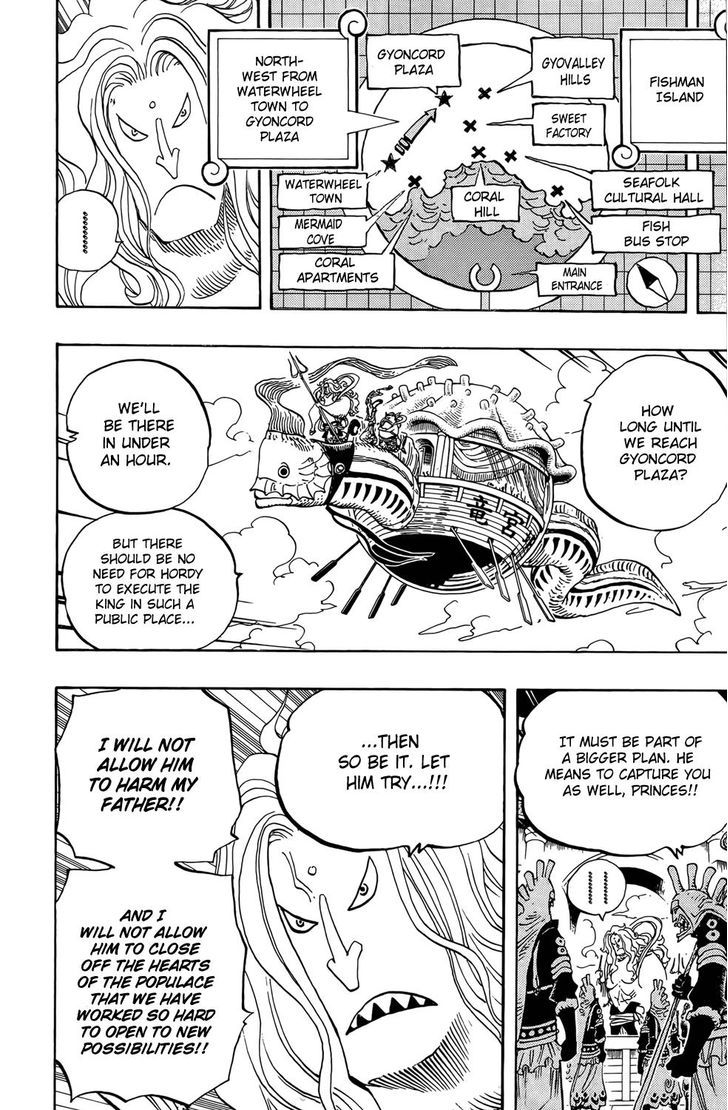 FISHMAN
ISLAND
GYOVALLEY
HILLS
SWEET
FACTORY
SEAFOLK
CULTURAL HALL
FISH
BUS STOP
MAIN
ENTRANCE
GYONCORD
PLAZA
CORAL
HILL
NORTH-
WEST FROM
WATERWHEEL
TOWN TO
GYONCORD
PLAZA
WATERWHEEL
TOWN
MERMAID
COVE
CORAL
APARTMENTS
HOW
LONG UNTIL
WE REACH
GYONCORD
PLAZA?
竜宮
WE'LL
BE THERE
IN UNDER
AN HOUR.
BUT THERE
SHOULD BE NO
NEED FOR HORDY
TO EXECUTE THE
KING IN SUCH A
PUBLIC PLACE...
IT MUST BE PART OF
A BIGGER PLAN. HE
MEANS TO CAPTURE YOU
AS WELL, PRINCES!!
...THEN
SO BE IT. LET
HIM TRY...!!!
I WILL NOT
ALLOW HIM
TO HARM MY
FATHER!!
AND I
WILL NOT ALLOW
HIM TO CLOSE
OFF THE HEARTS
OF THE POPULACE
THAT WE HAVE
WORKED SO HARD
TO OPEN TO NEW
POSSIBILITIES!!